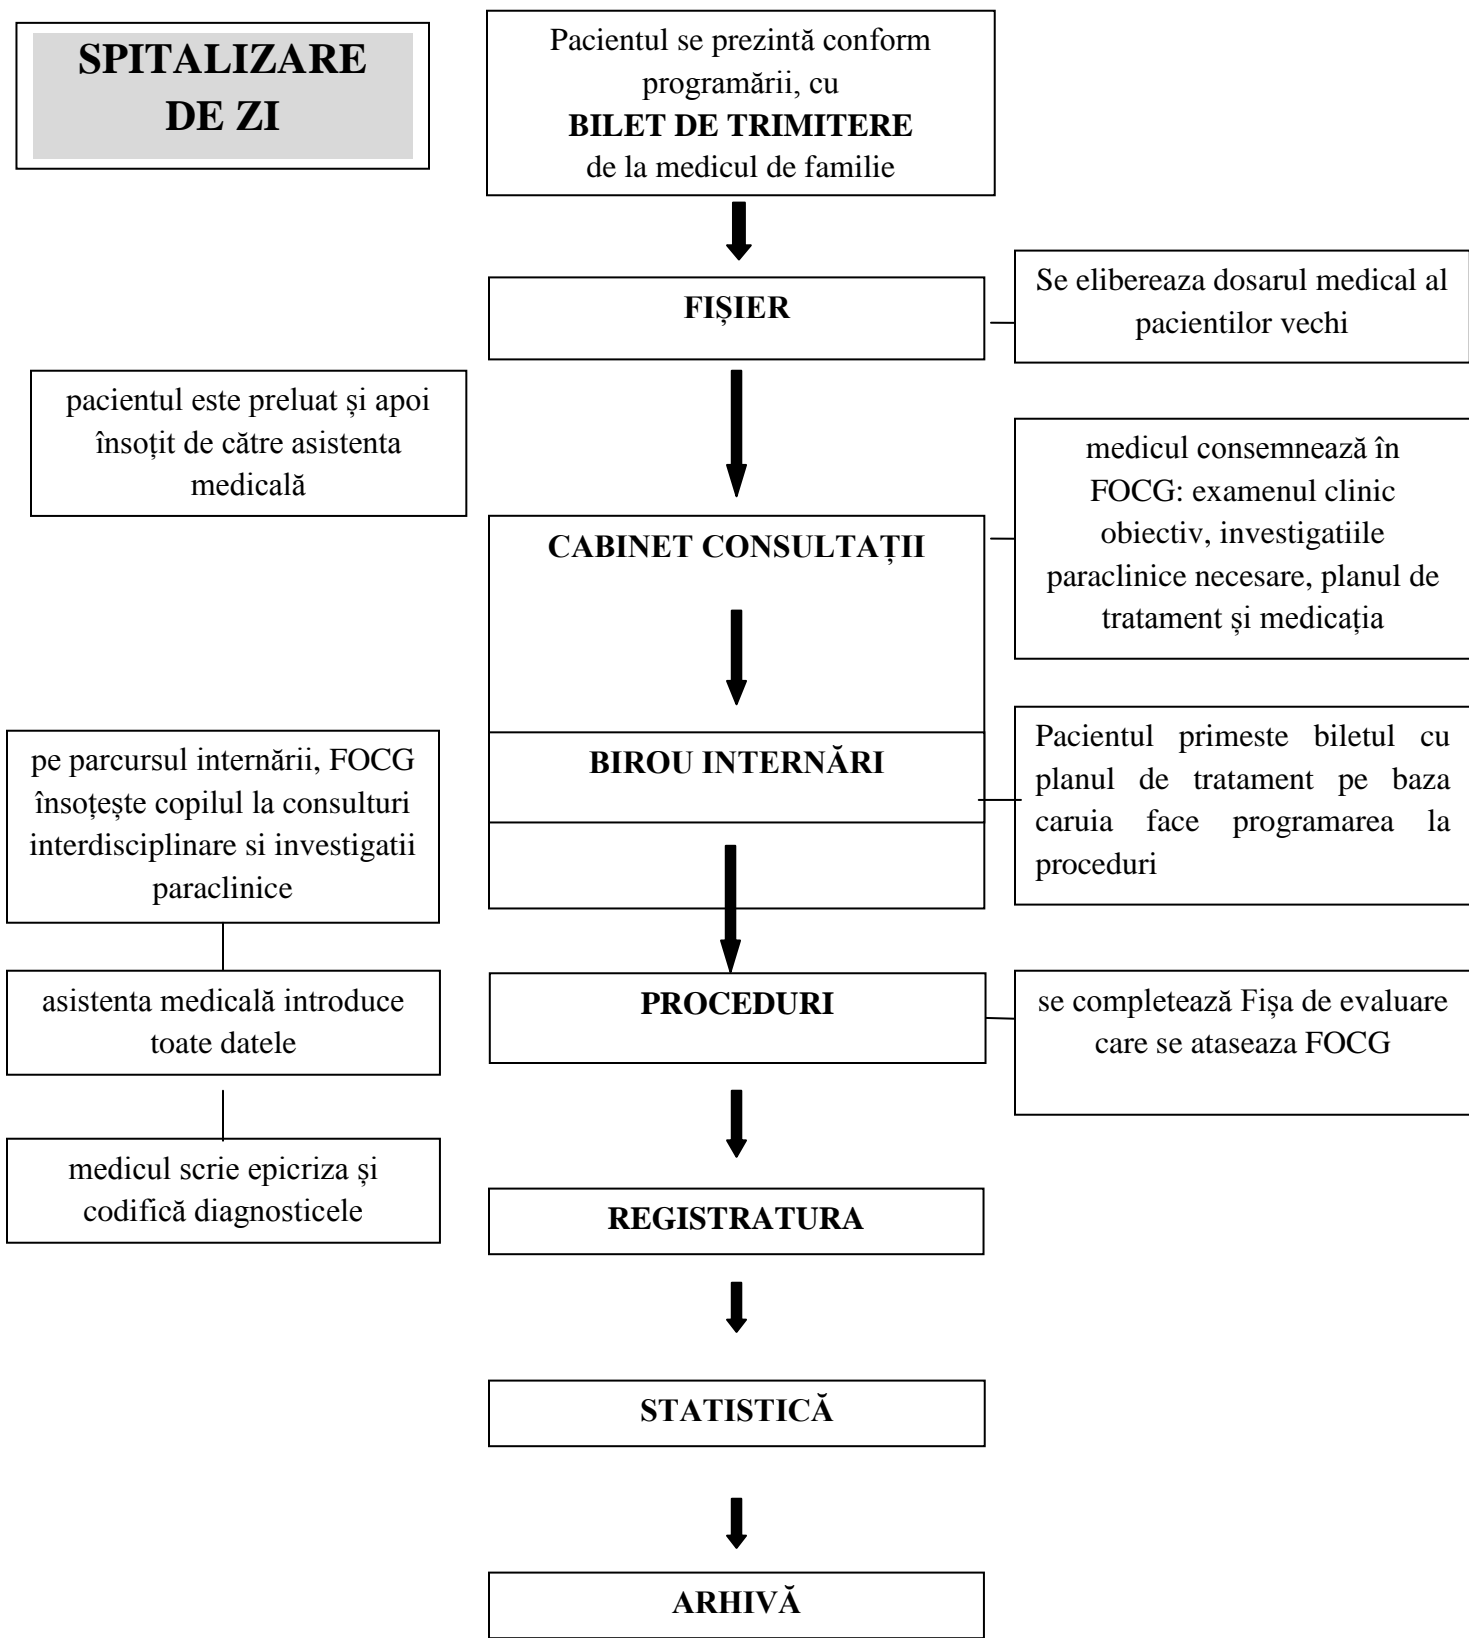 SPITALIZARE
DE ZI
Pacientul se prezintă conform
programării, cu
BILET DE TRIMITERE
de la medicul de familie
FIȘIER
Se elibereaza dosarul medical al
pacientilor vechi
pacientul este preluat și apoi
însoțit de către asistenta
medicală
CABINET CONSULTAȚII
medicul consemnează în
FOCG: examenul clinic
obiectiv, investigatiile
paraclinice necesare, planul de
tratament și medicația
BIROU INTERNĂRI
Pacientul primeste biletul cu
planul de tratament pe baza
caruia face programarea la
proceduri
pe parcursul internării, FOCG
însoțește copilul la consulturi
interdisciplinare si investigatii
paraclinice
PROCEDURI
se completează Fișa de evaluare
care se ataseaza FOCG
asistenta medicală introduce
toate datele
medicul scrie epicriza și
codifică diagnosticele
REGISTRATURA
STATISTICĂ
ARHIVĂ